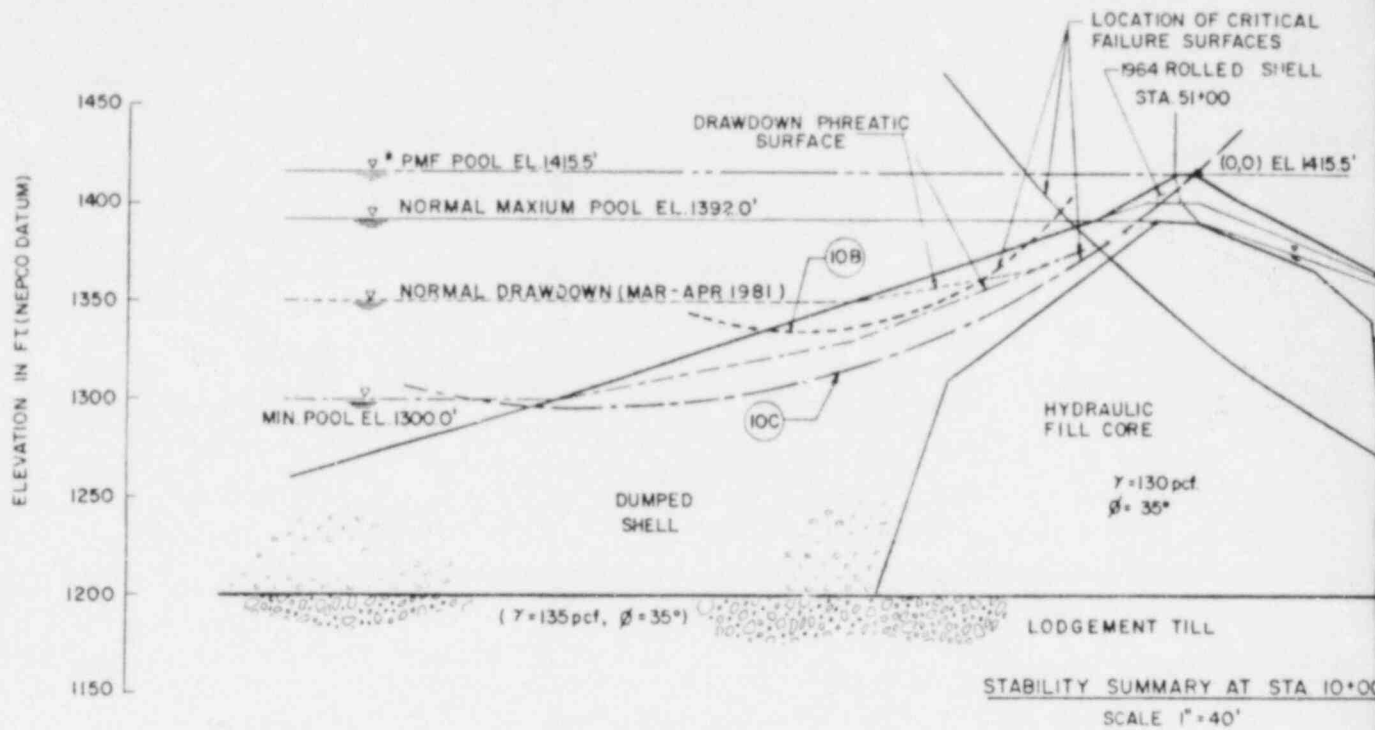 LOCATION OF CRITICAL
FAILURE SURFACES
1964 ROLLED SHELL
STA. 51+00
DRAWDOWN PHREATIC
SURFACE
1450
* PMF POOL EL.1415.5'
(0,0) EL 1415.5'
1400
NORMAL MAXIUM POOL EL.1392.0'
10B
1350
NORMAL DRAWDOWN (MAR-APR 1981)
1300
MIN. POOL EL.1300.0'
10C
HYDRAULIC
FILL CORE
1250
DUMPED
SHELL
γ=130 pcf.
Ø= 35°
1200
(γ=135 pcf, Ø=35°)
LODGEMENT TILL
1150
STABILITY SUMMARY AT STA. 10+00
SCALE 1"=40'
ELEVATION IN FT.(NEPCO DATUM)